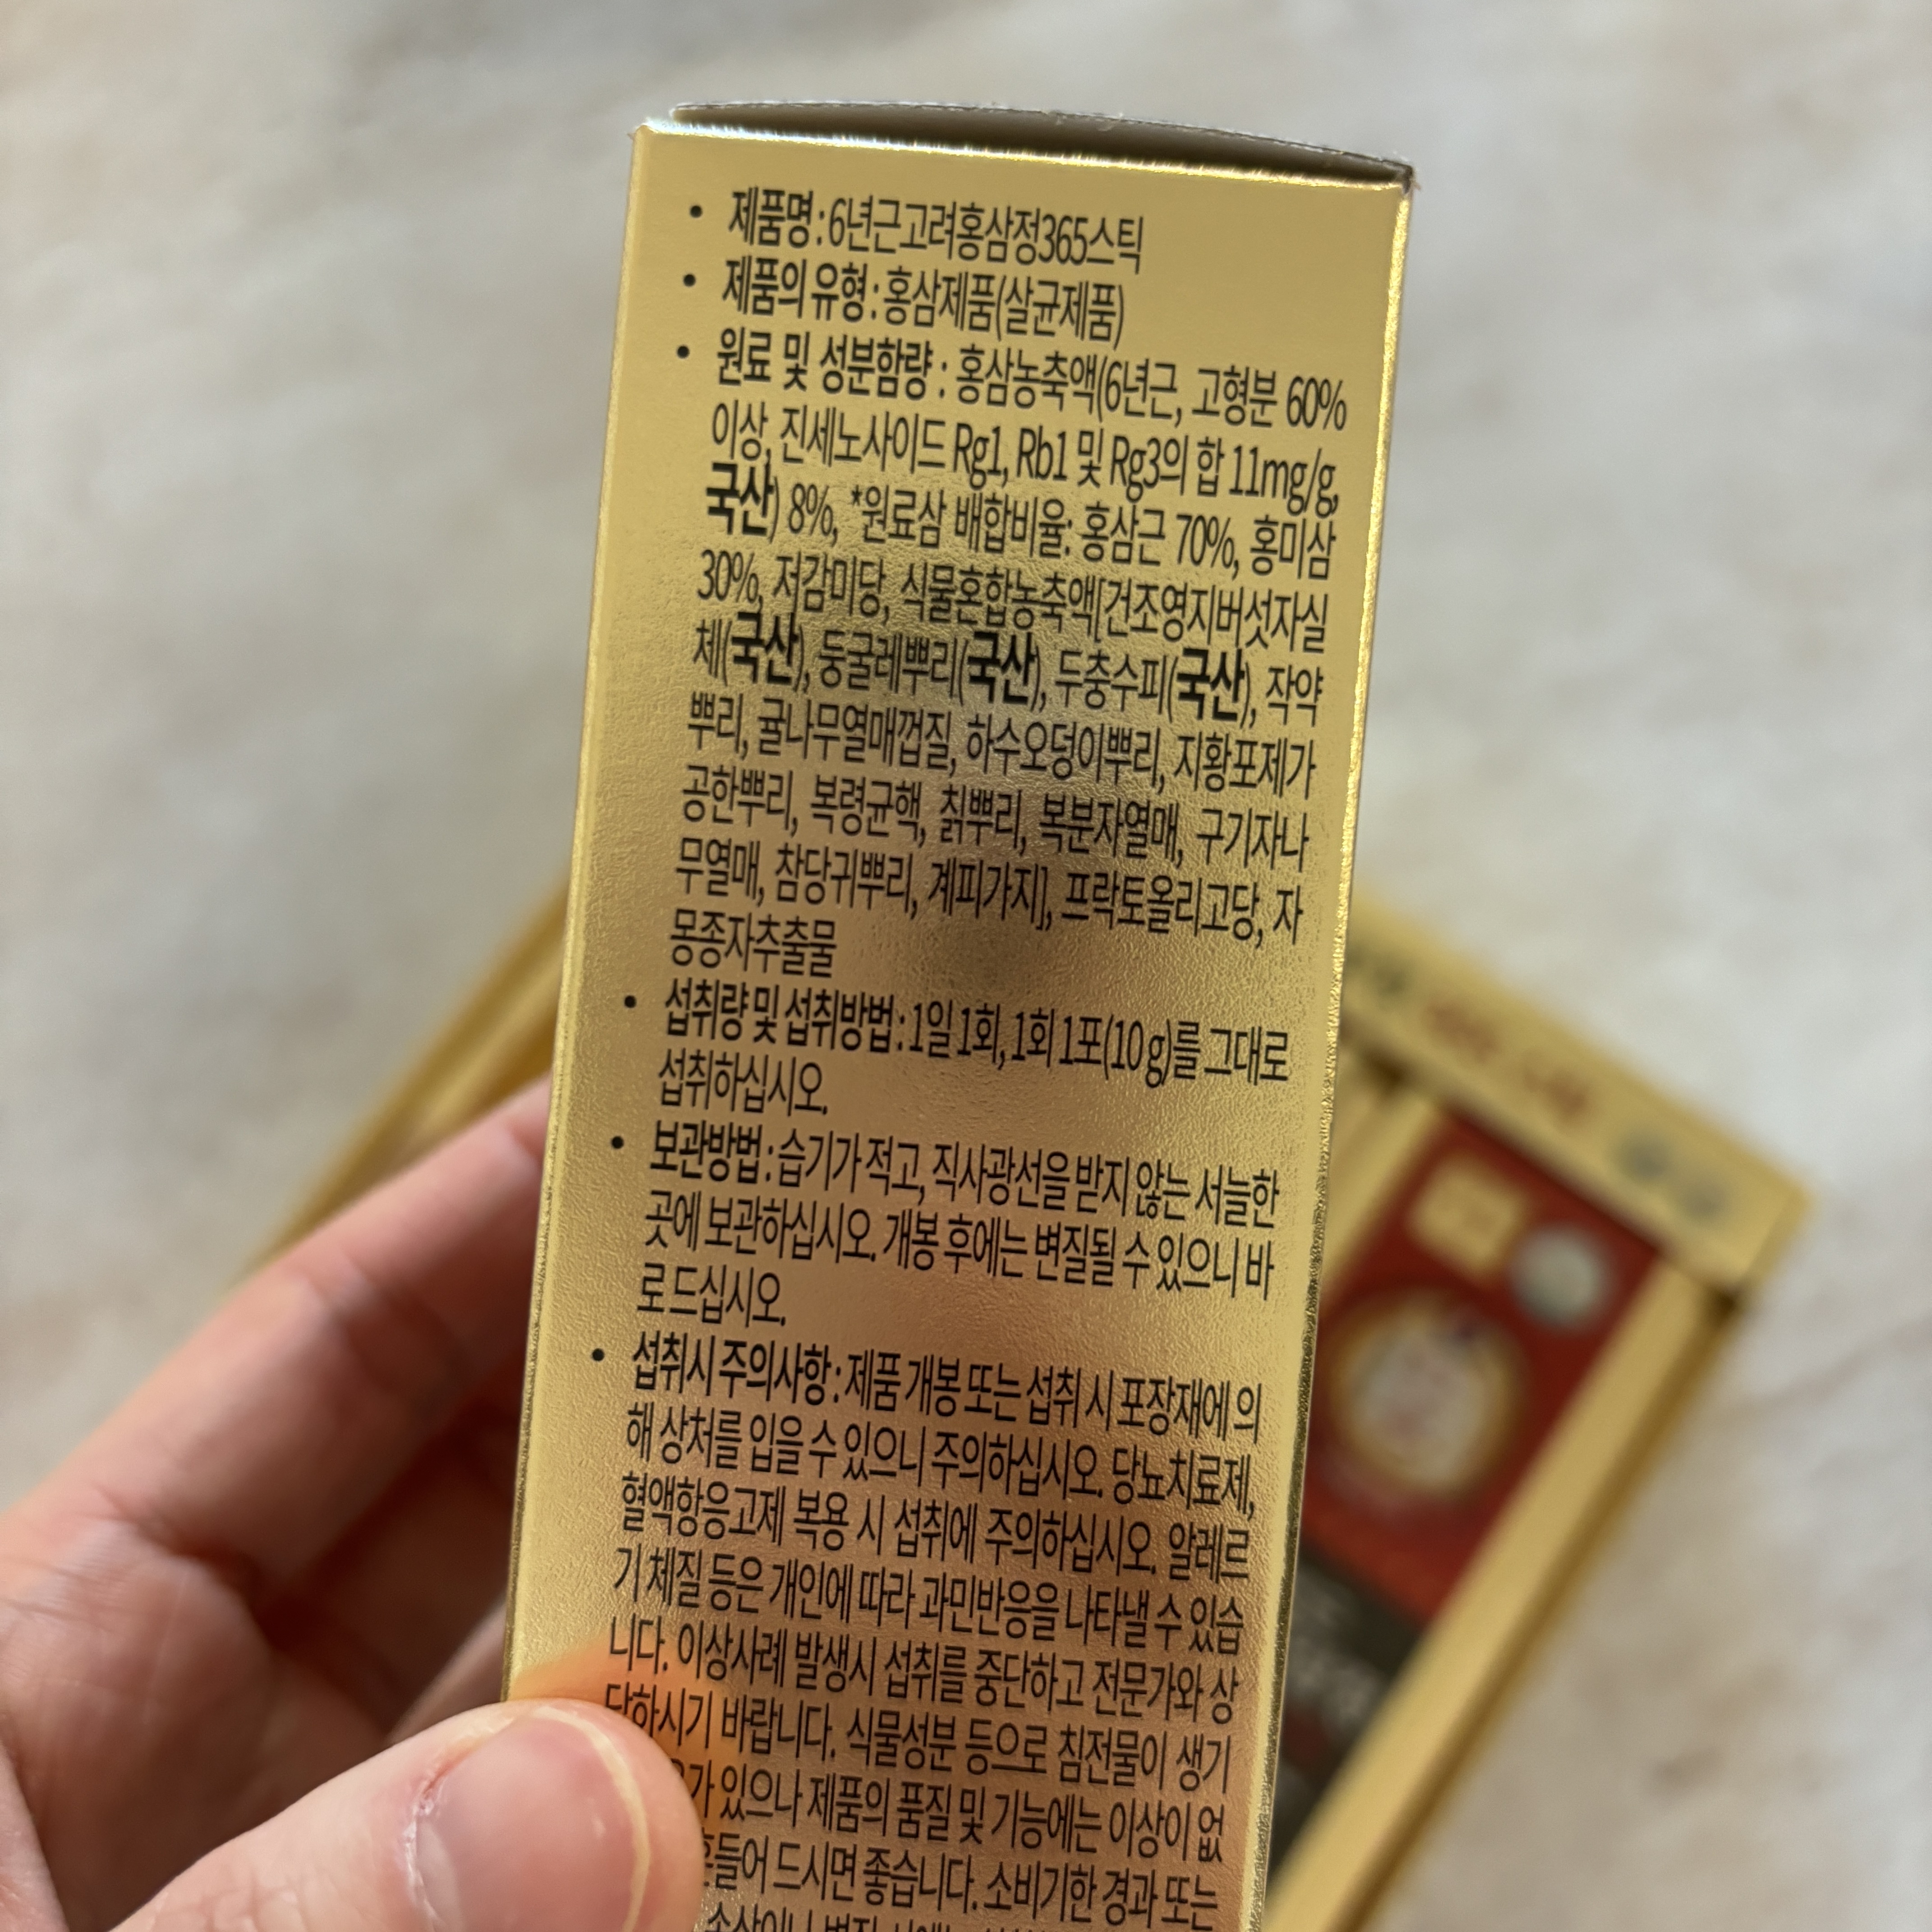 • 제품명 : 6년근고려홍삼정365스틱
• 제품의 유형 : 홍삼제품(살균제품)
• 원료 및 성분함량 : 홍삼농축액(6년근, 고형분 60%
이상, 진세노사이드 Rg1, Rb1 및 Rg3의 합 11mg/g,
국산) 8%, *원료삼 배합비율: 홍삼근 70%, 홍미삼
30%, 저감미당, 식물혼합농축액[건조영지버섯자실
체(국산), 둥굴레뿌리(국산), 두충수피(국산), 작약
뿌리, 귤나무열매껍질, 하수오덩이뿌리, 지황포제가
공한뿌리, 복령균핵, 칡뿌리, 복분자열매, 구기자나
무열매, 참당귀뿌리, 계피가지], 프락토올리고당, 자
몽종자추출물
• 섭취량 및 섭취방법 : 1일 1회, 1회 1포(10g)를 그대로
섭취하십시오.
• 보관방법 : 습기가 적고, 직사광선을 받지 않는 서늘한
곳에 보관하십시오. 개봉 후에는 변질될 수 있으니 바
로 드십시오.
• 섭취시 주의사항 : 제품 개봉 또는 섭취 시 포장재에 의
해 상처를 입을 수 있으니 주의하십시오. 당뇨치료제,
혈액항응고제 복용 시 섭취에 주의하십시오. 알레르
기 체질 등은 개인에 따라 과민반응을 나타낼 수 있습
니다. 이상사례 발생시 섭취를 중단하고 전문가와 상
담하시기 바랍니다. 식물성분 등으로 침전물이 생기
있으나 제품의 품질 및 기능에는 이상이 없
흔들어 드시면 좋습니다. 소비기한 경과 또는